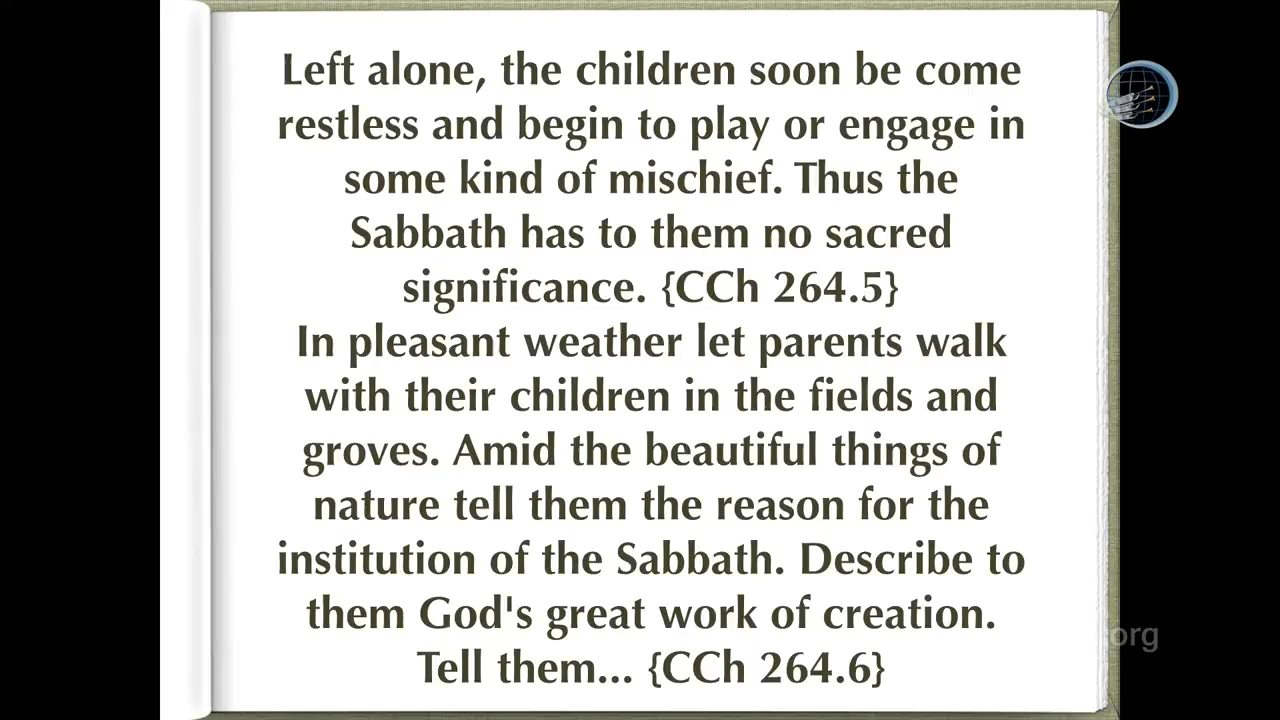 Left alone, the children soon be come
restless and begin to play or engage in
some kind of mischief. Thus the
Sabbath has to them no sacred
significance. {CCh 264.5}
In pleasant weather let parents walk
with their children in the fields and
groves. Amid the beautiful things of
nature tell them the reason for the
institution of the Sabbath. Describe to
them God's great work of creation.
Tell them... {CCh 264.6}
org